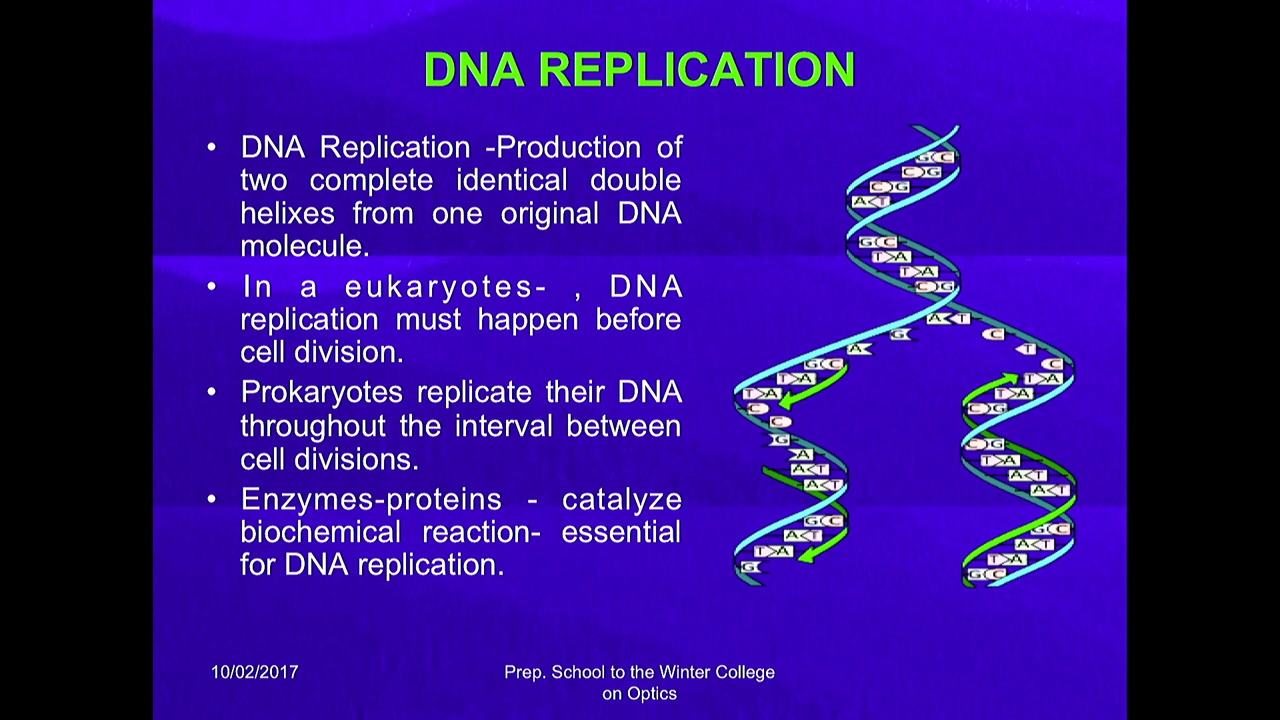 DNA REPLICATION
• DNA Replication -Production of
two complete identical double
helixes from one original DNA
molecule.
• In a eukaryotes- , DNA
replication must happen before
cell division.
• Prokaryotes replicate their DNA
throughout the interval between
cell divisions.
• Enzymes-proteins - catalyze
biochemical reaction- essential
for DNA replication.
G C
C G
C G
A T
G C
T A
T A
C G
A T
G C
A T
G C C
T A T A
T A T A
C C G
C
G C G
A T A
A T A T
A T A T
G C G C
A T A T
T A T A
G G C
10/02/2017
Prep. School to the Winter College
on Optics